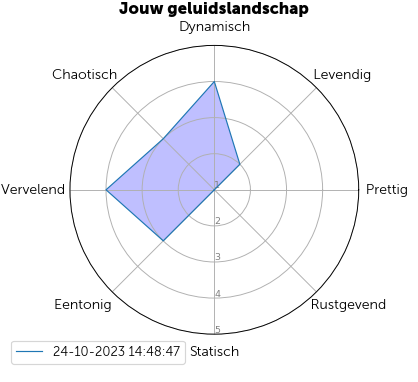 Jouw geluidslandschap
Dynamisch
Chaotisch
Levendig
Vervelend
1
Prettig
2
3
Eentonig
4
Rustgevend
5
24-10-2023 14:48:47
Statisch